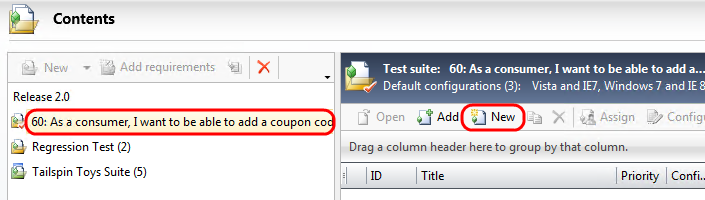 Contents
New Add requirements
Release 2.0
60: As a consumer, I want to be able to add a coupon cod
Regression Test (2)
Tailspin Toys Suite (5)
Test suite: 60: As a consumer, I want to be able to add a...
Default configurations (3): Vista and IE7, Windows 7 and IE 8
Open Add New Assign Config
Drag a column header here to group by that column.
ID Title Priority Confi...